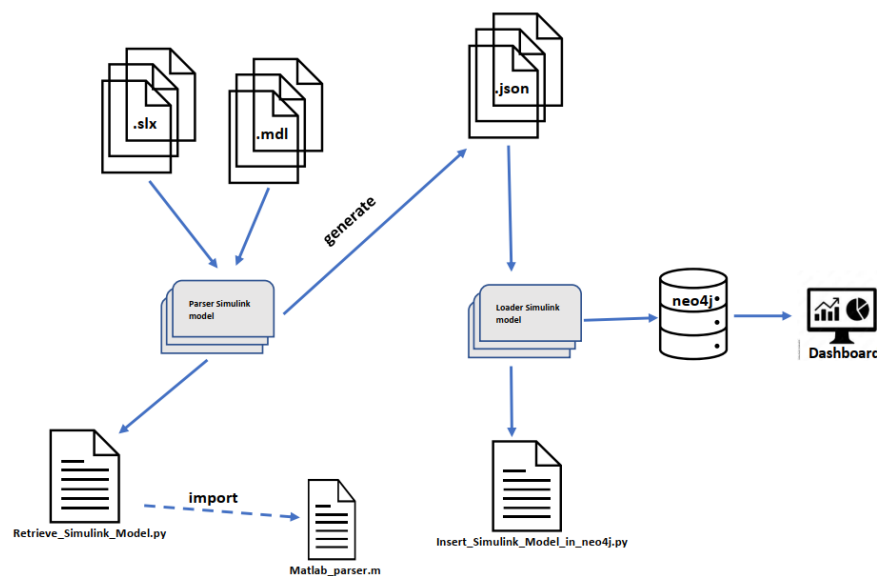 .slx
.mdl
.json
generate
Parser Simulink
model
Loader Simulink
model
neo4j
Dashboard
Retrieve_Simulink_Model.py
import
Matlab_parser.m
Insert_Simulink_Model_in_neo4j.py